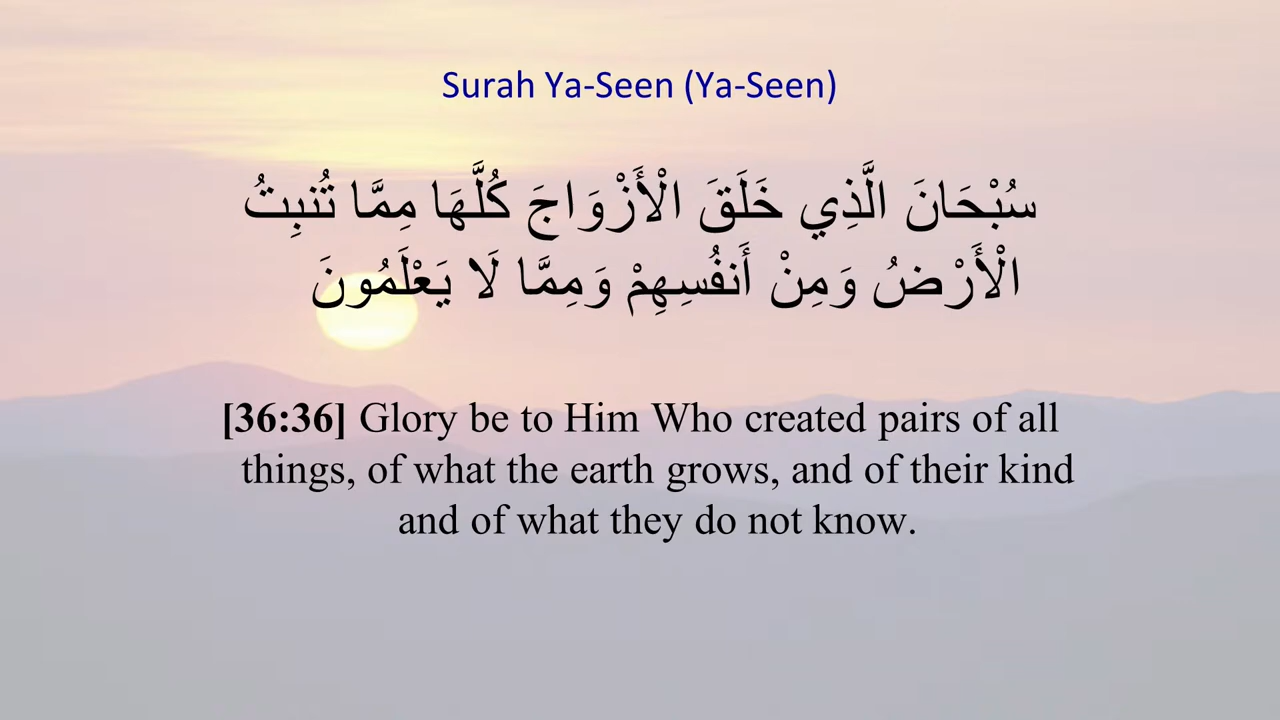 Surah Ya-Seen (Ya-Seen)
سُبْحَانَ الَّذِي خَلَقَ الْأَزْوَاجَ كُلَّهَا مِمَّا تُنبِتُ
الْأَرْضُ وَمِنْ أَنفُسِهِمْ وَمِمَّا لَا يَعْلَمُونَ
[36:36] Glory be to Him Who created pairs of all
things, of what the earth grows, and of their kind
and of what they do not know.